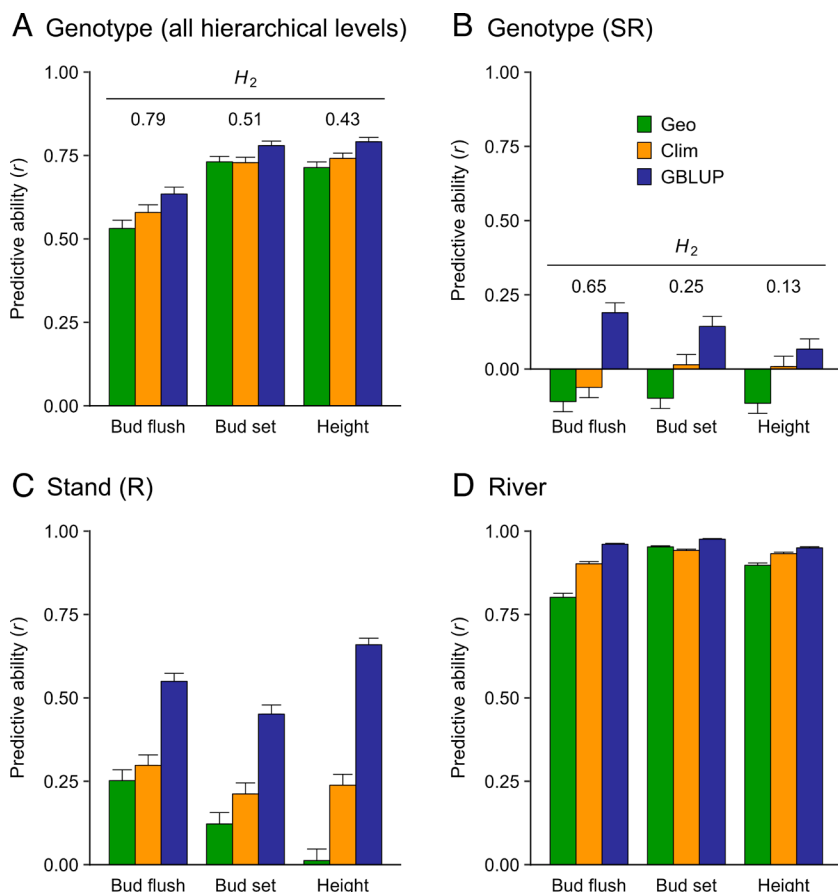 A Genotype (all hierarchical levels)
H2
0.79 0.51 0.43
1.00
0.75
0.50
0.25
0.00
Predictive ability (r)
Bud flush Bud set Height
B Genotype (SR)
Geo
Clim
GBLUP
H2
0.65 0.25 0.13
1.00
0.75
0.50
0.25
0.00
Predictive ability (r)
Bud flush Bud set Height
C Stand (R)
1.00
0.75
0.50
0.25
0.00
Predictive ability (r)
Bud flush Bud set Height
D River
1.00
0.75
0.50
0.25
0.00
Predictive ability (r)
Bud flush Bud set Height